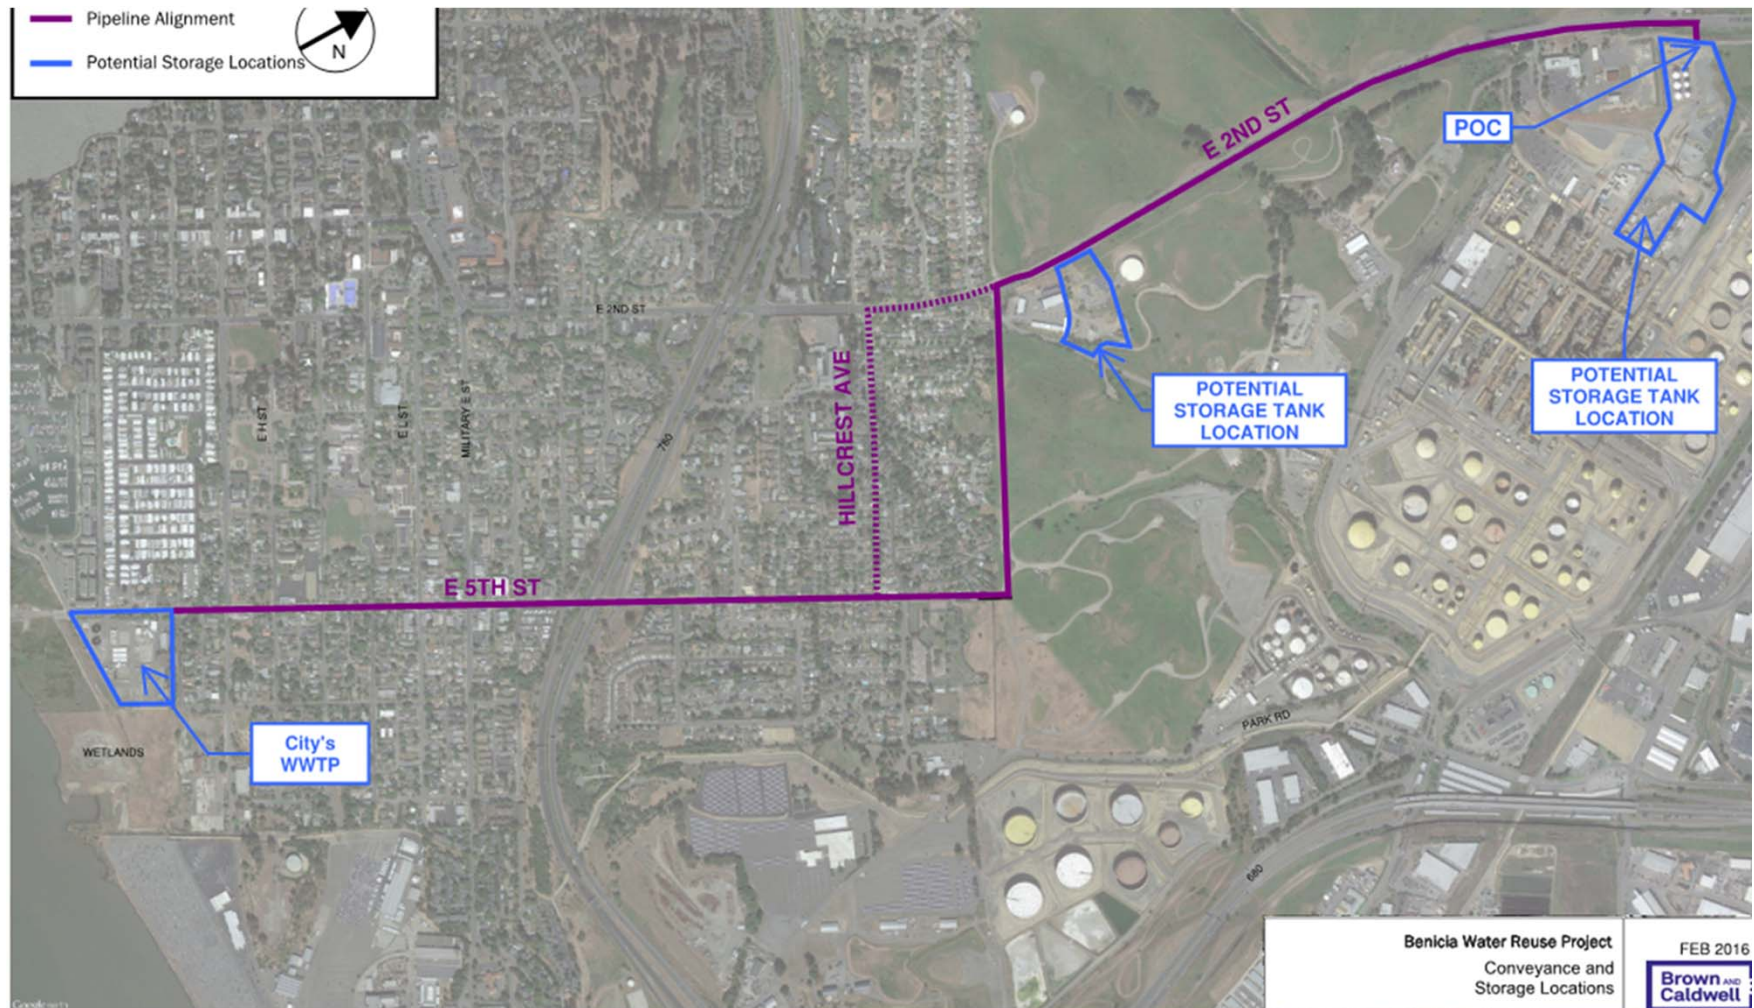 Pipeline Alignment
Potential Storage Locations
N
E 2ND ST
POC
E 2ND ST
HILLCREST AVE
POTENTIAL
STORAGE TANK
LOCATION
POTENTIAL
STORAGE TANK
LOCATION
E H ST
E L ST
MILITARY E ST
780
E 5TH ST
City's
WWTP
WETLANDS
PARK RD
680
Benicia Water Reuse Project
Conveyance and
Storage Locations
FEB 2016
Brown AND
Caldwell
Google earth